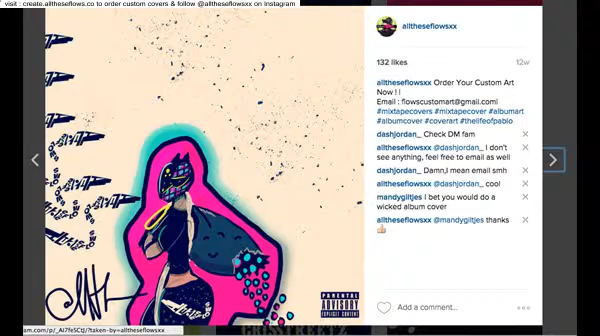 visit : create.alltheseflows.co to order custom covers & follow @alltheseflowsxx on Instagram
alltheseflowsxx
132 likes
12w
alltheseflowsxx Order Your Custom Art
Now ! |
Email : flowscustomart@gmail.com|
#mixtapecovers #mixtapecover #albumart
#albumcover #coverart #thelifeofpablo
dashjordan_ Check DM fam
alltheseflowsxx @dashjordan_ I don't
see anything, feel free to email as well
dashjordan_ Damn,I mean email smh
alltheseflowsxx @dashjordan_ cool
mandygiltjes I bet you would do a
wicked album cover
alltheseflowsxx @mandygiltjes thanks
👍
PARENTAL
ADVISORY
EXPLICIT CONTENT
Add a comment...
am.com/p/_AI7feSCtJ/?taken-by=alltheseflowsxx